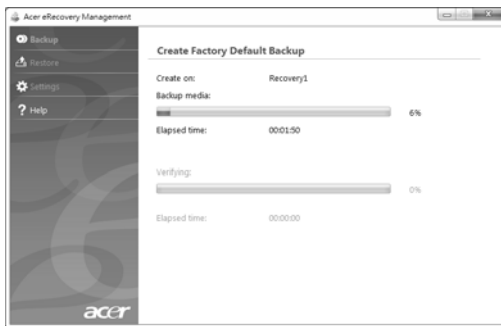 Acer eRecovery Management
Backup
Restore
Settings
? Help
Create Factory Default Backup
Create on: Recovery1
Backup media:
6%
Elapsed time: 00:01:50
Verifying:
0%
Elapsed time: 00:00:00
acer